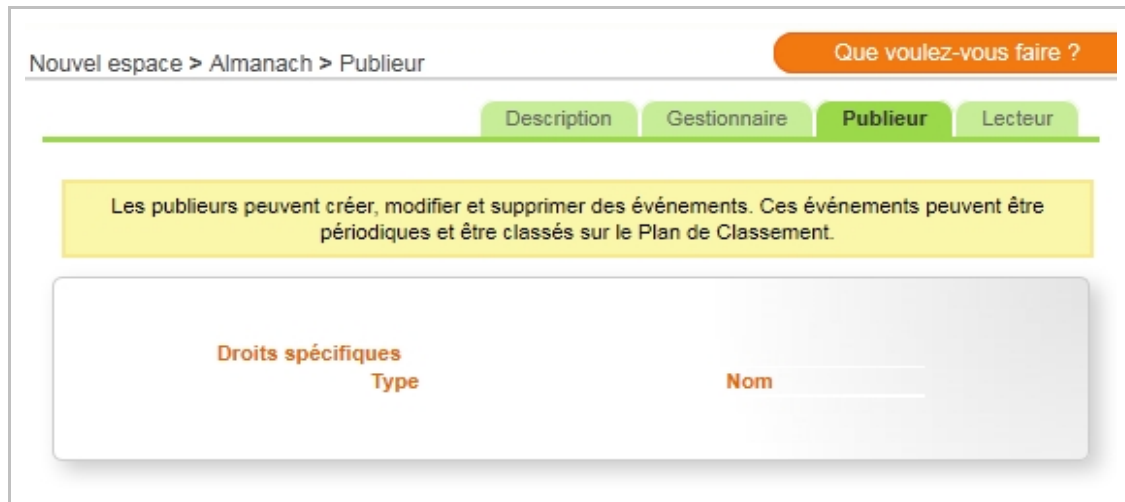 Nouvel espace > Almanach > Publieur
Que voulez-vous faire ?
Description Gestionnaire Publieur Lecteur
Les publieurs peuvent créer, modifier et supprimer des événements. Ces événements peuvent être
périodiques et être classés sur le Plan de Classement.
Droits spécifiques
Type Nom